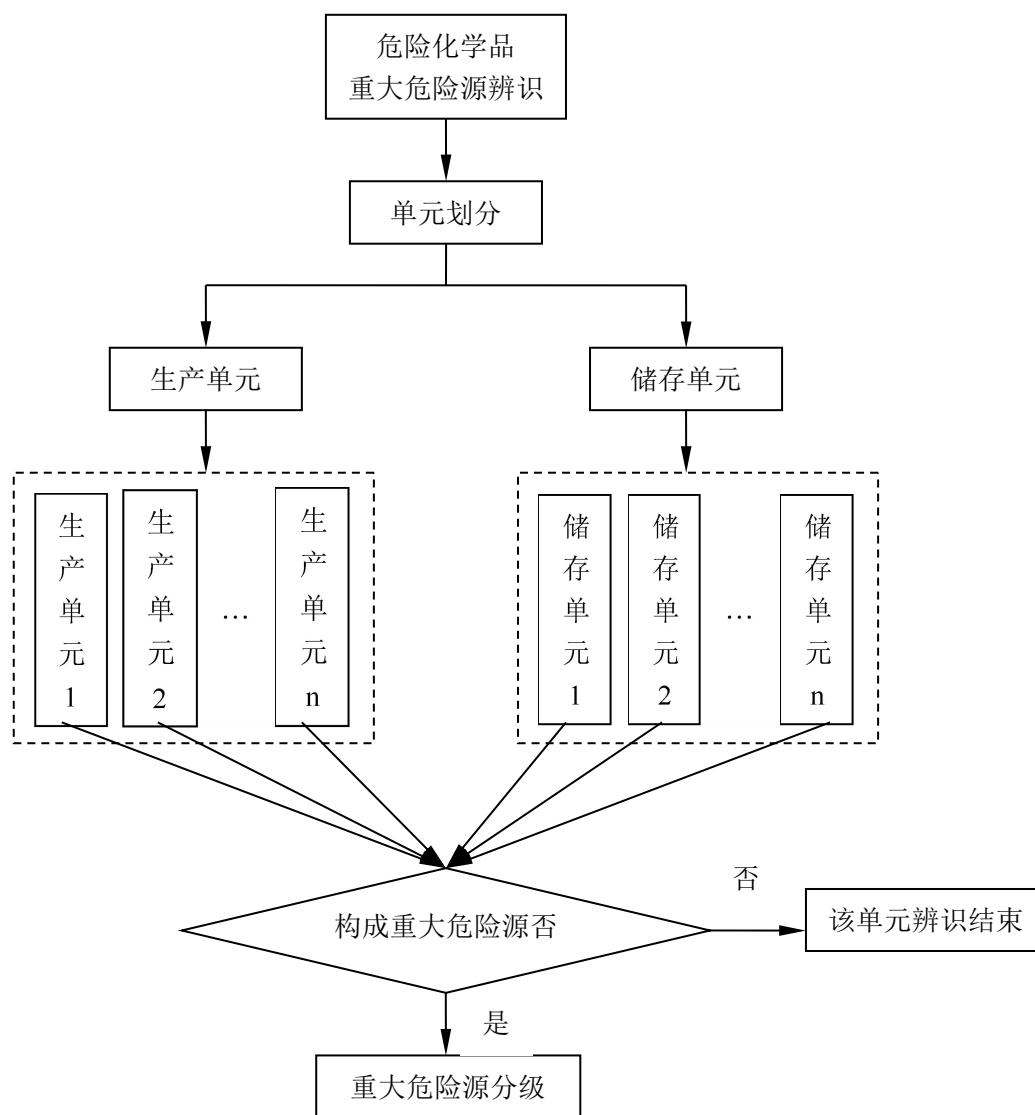 危险化学品
重大危险源辨识
单元划分
生产单元
储存单元
生产单元1
生产单元2
…
生产单元n
储存单元1
储存单元2
…
储存单元n
构成重大危险源否
否
该单元辨识结束
是
重大危险源分级